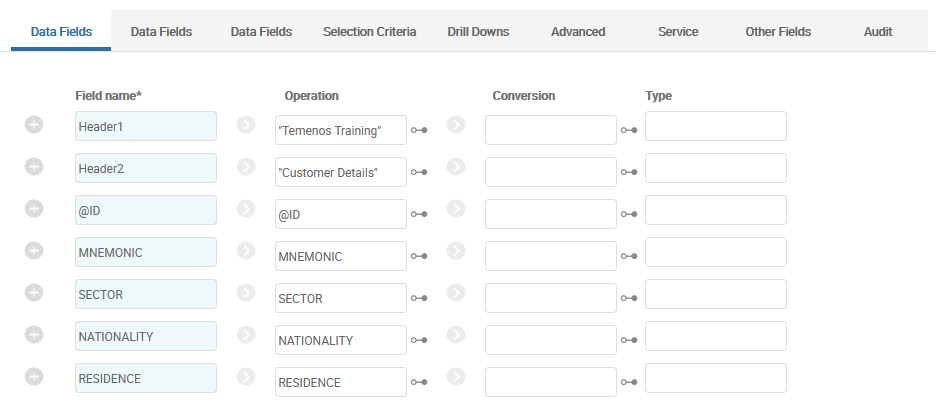 Data Fields Data Fields Data Fields Selection Criteria Drill Downs Advanced Service Other Fields Audit
Field name* Operation Conversion Type
Header1 "Temenos Training"
Header2 "Customer Details"
@ID @ID
MNEMONIC MNEMONIC
SECTOR SECTOR
NATIONALITY NATIONALITY
RESIDENCE RESIDENCE